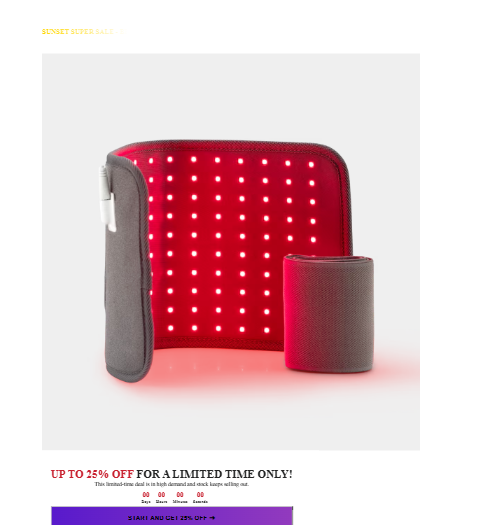 SUNSET SUPER SALE
UP TO 25% OFF FOR A LIMITED TIME ONLY!
This limited-time deal is in high demand and stock keeps selling out.
00 00 00 00
Days Hours Minutes Seconds
START AND GET 25% OFF ➔